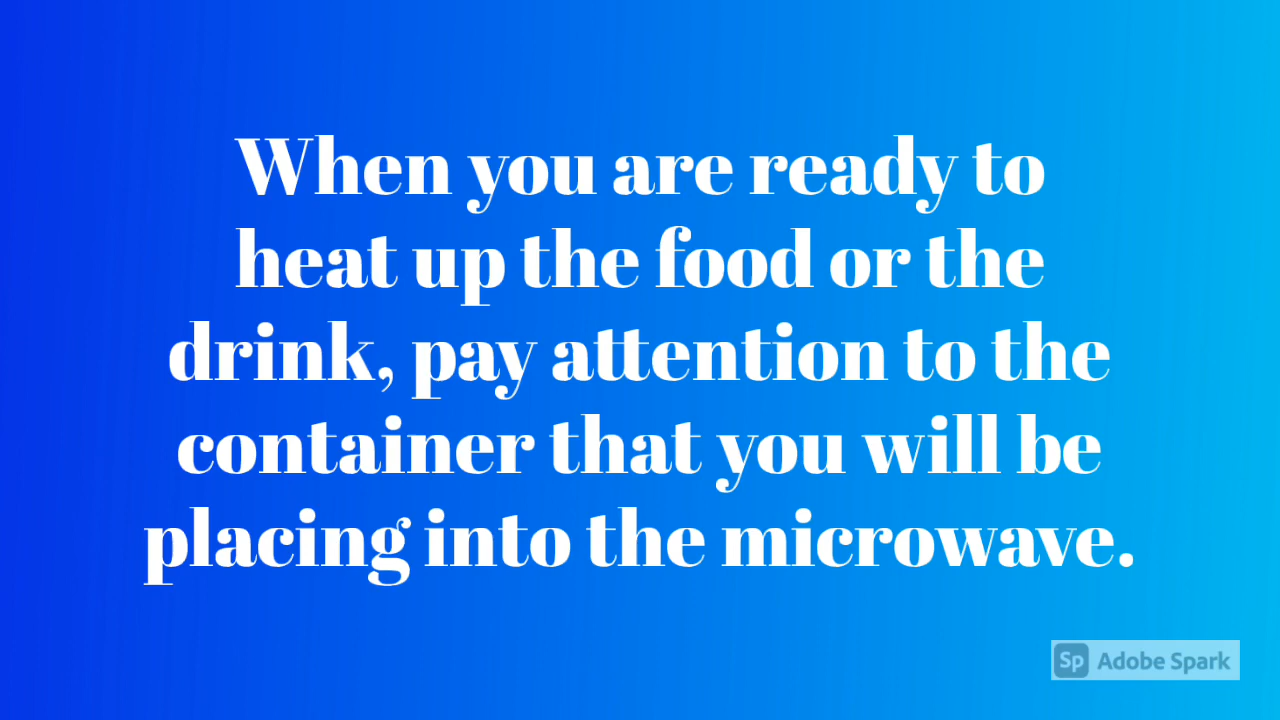 When you are ready to
heat up the food or the
drink, pay attention to the
container that you will be
placing into the microwave.
Sp Adobe Spark